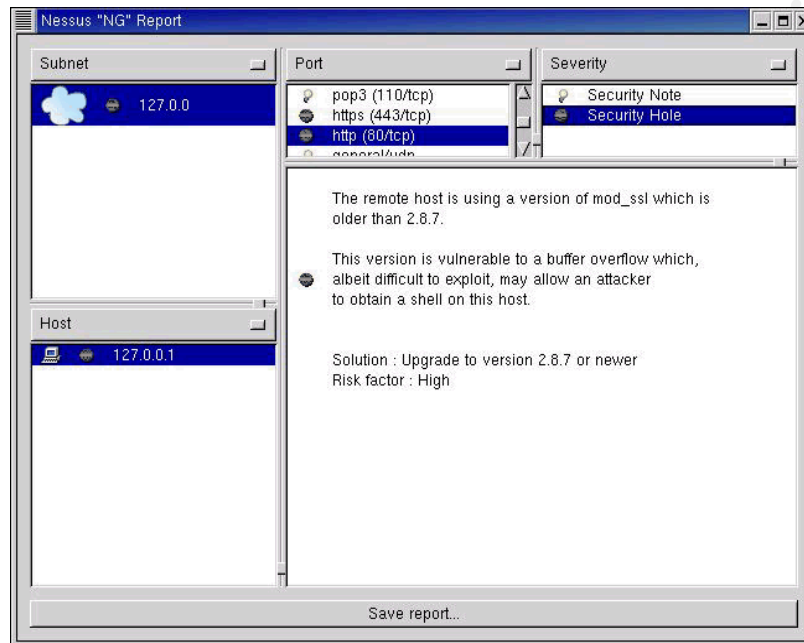 Nessus "NG" Report
Subnet
127.0.0
Port
pop3 (110/tcp)
https (443/tcp)
http (80/tcp)
general/udp
Severity
Security Note
Security Hole
Host
127.0.0.1
The remote host is using a version of mod_ssl which is
older than 2.8.7.
This version is vulnerable to a buffer overflow which,
albeit difficult to exploit, may allow an attacker
to obtain a shell on this host.
Solution : Upgrade to version 2.8.7 or newer
Risk factor : High
Save report...